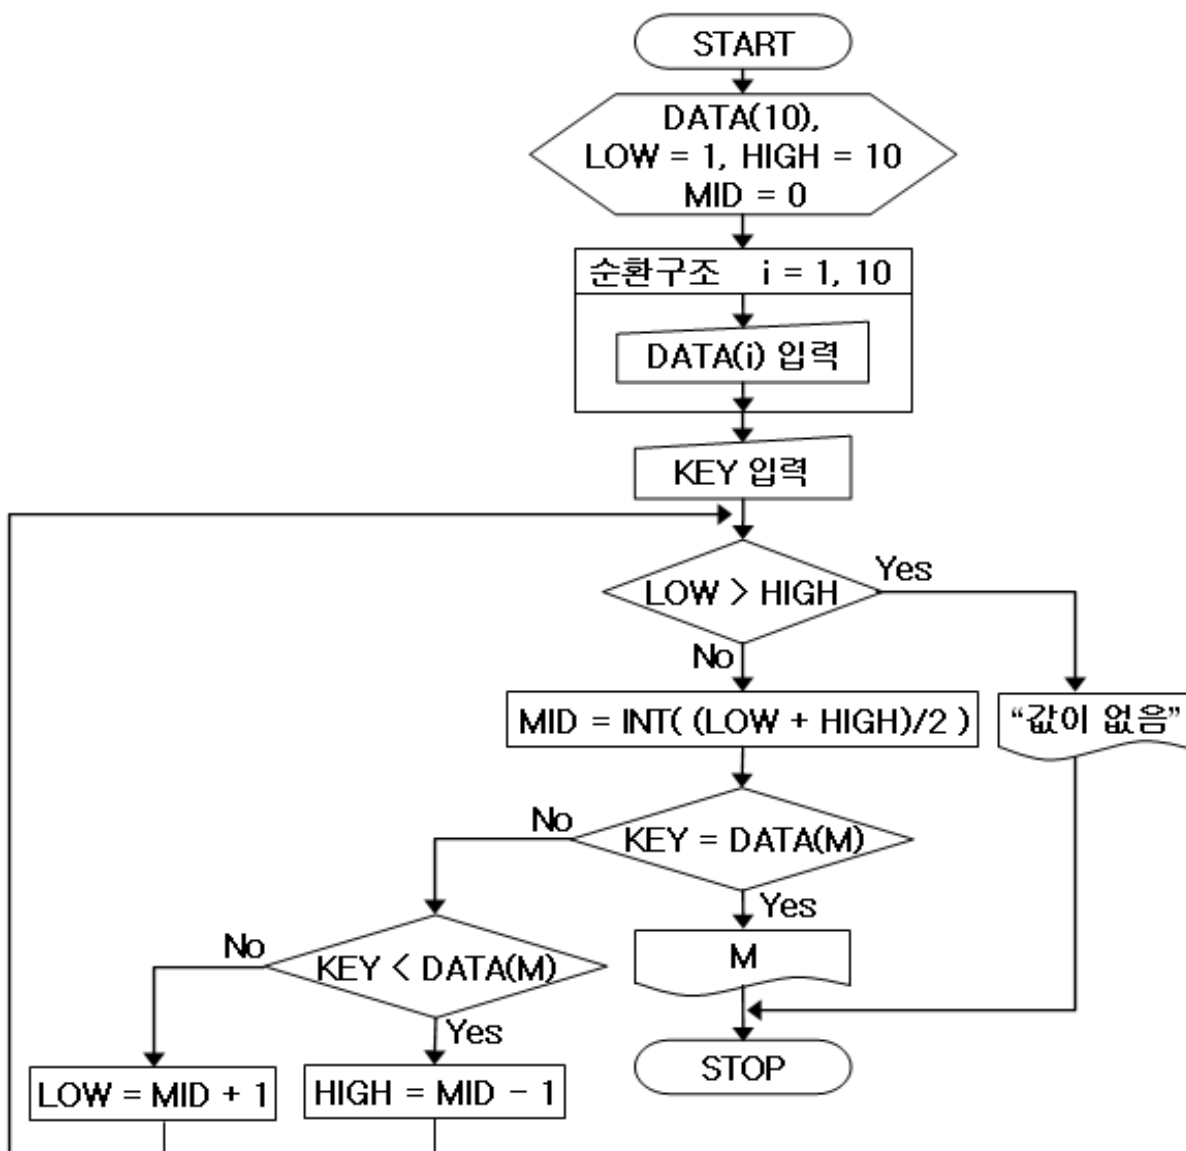 START
DATA(10),
LOW = 1, HIGH = 10
MID = 0
순환구조 i = 1, 10
DATA(i) 입력
KEY 입력
LOW > HIGH
Yes
No
MID = INT( (LOW + HIGH)/2 )
“값이 없음”
KEY = DATA(M)
No
Yes
M
KEY < DATA(M)
No
Yes
LOW = MID + 1
HIGH = MID - 1
STOP